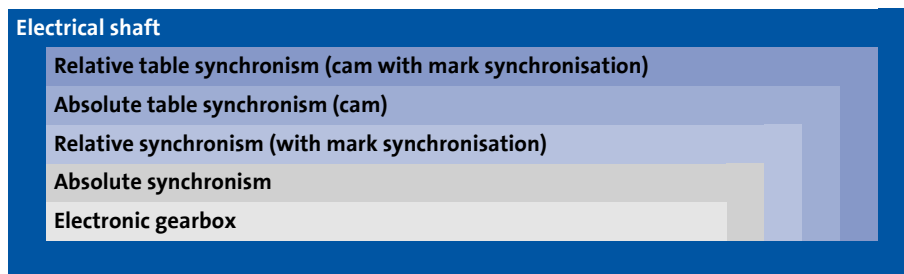 Electrical shaft
Relative table synchronism (cam with mark synchronisation)
Absolute table synchronism (cam)
Relative synchronism (with mark synchronisation)
Absolute synchronism
Electronic gearbox